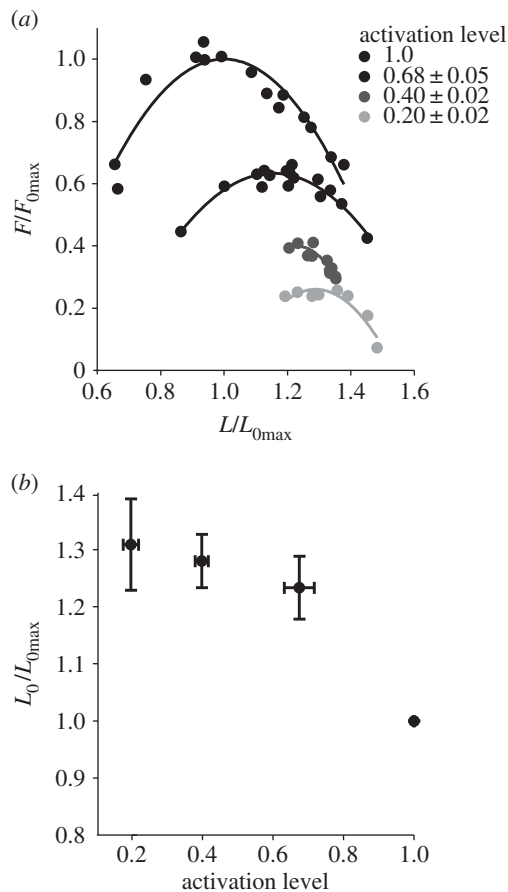 (a)
activation level
1.0
0.68 ± 0.05
0.40 ± 0.02
0.20 ± 0.02
1.0
0.8
0.6
0.4
0.2
0
F/F0max
0.6 0.8 1.0 1.2 1.4 1.6
L/L0max
(b)
1.4
1.3
1.2
1.1
1.0
0.9
0.8
L0/L0max
0.2 0.4 0.6 0.8 1.0
activation level